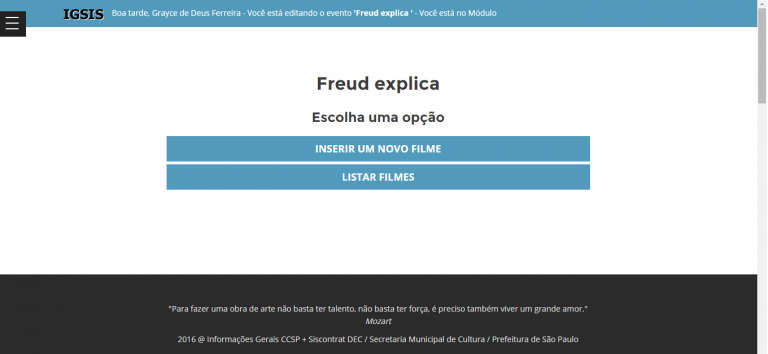 IGSIS Boa tarde, Grayce de Deus Ferreira - Você está editando o evento 'Freud explica ' - Você está no Módulo
Freud explica
Escolha uma opção
INSERIR UM NOVO FILME
LISTAR FILMES
"Para fazer uma obra de arte não basta ter talento, não basta ter força, é preciso também viver um grande amor."
Mozart
2016 @ Informações Gerais CCSP + Siscontrat DEC / Secretaria Municipal de Cultura / Prefeitura de São Paulo